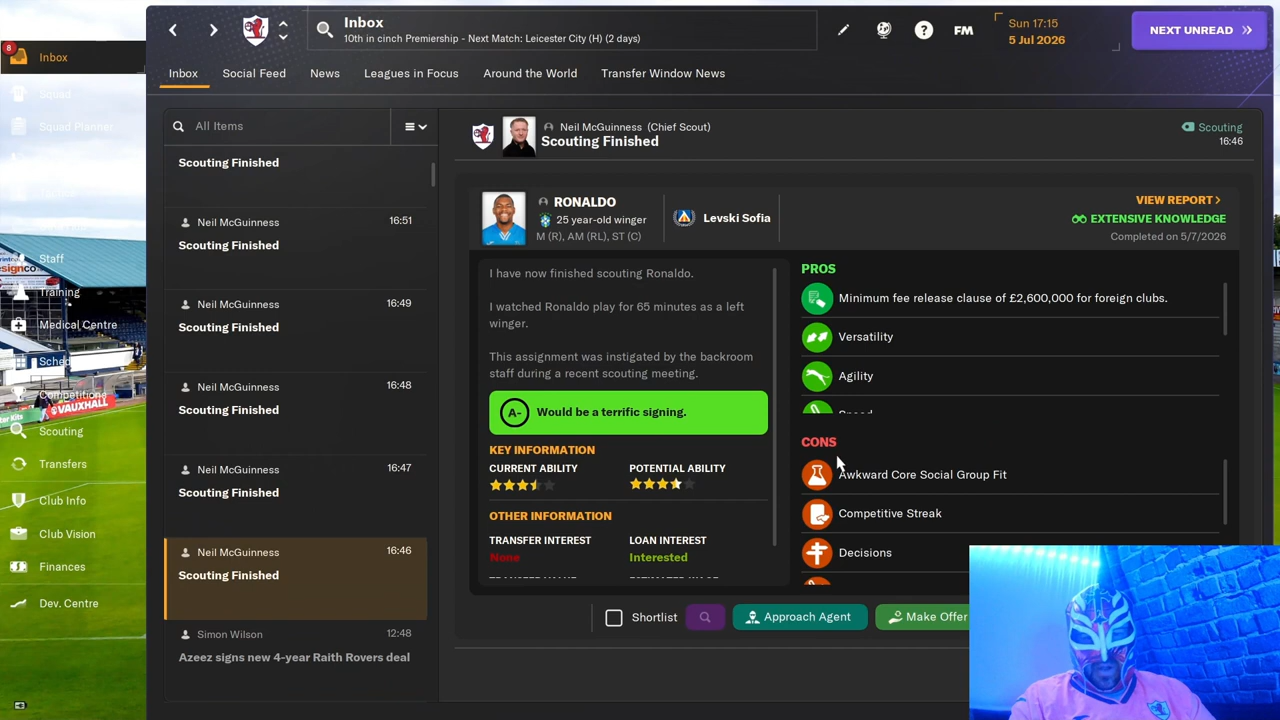 Inbox
10th in cinch Premiership - Next Match: Leicester City (H) (2 days)
FM
Sun 17:15
5 Jul 2026
NEXT UNREAD
8
Inbox
Squad
Squad Planner
Staff
Training
Medical Centre
Sched
Competitions
Scouting
Transfers
Club Info
Club Vision
Finances
Dev. Centre
VAUXHALL
Inbox
Social Feed
News
Leagues in Focus
Around the World
Transfer Window News
All Items
Scouting Finished
Neil McGuinness
16:51
Scouting Finished
Neil McGuinness
16:49
Scouting Finished
Neil McGuinness
16:48
Scouting Finished
Neil McGuinness
16:47
Scouting Finished
Neil McGuinness
16:46
Scouting Finished
Simon Wilson
12:48
Azeez signs new 4-year Raith Rovers deal
Neil McGuinness (Chief Scout)
Scouting Finished
Scouting
16:46
RONALDO
25 year-old winger
M (R), AM (RL), ST (C)
Levski Sofia
VIEW REPORT
EXTENSIVE KNOWLEDGE
Completed on 5/7/2026
I have now finished scouting Ronaldo.
I watched Ronaldo play for 65 minutes as a left
winger.
This assignment was instigated by the backroom
staff during a recent scouting meeting.
A- Would be a terrific signing.
KEY INFORMATION
CURRENT ABILITY
POTENTIAL ABILITY
OTHER INFORMATION
TRANSFER INTEREST
LOAN INTEREST
None
Interested
PROS
Minimum fee release clause of £2,600,000 for foreign clubs.
Versatility
Agility
Speed
CONS
Awkward Core Social Group Fit
Competitive Streak
Decisions
Shortlist
Approach Agent
Make Offer